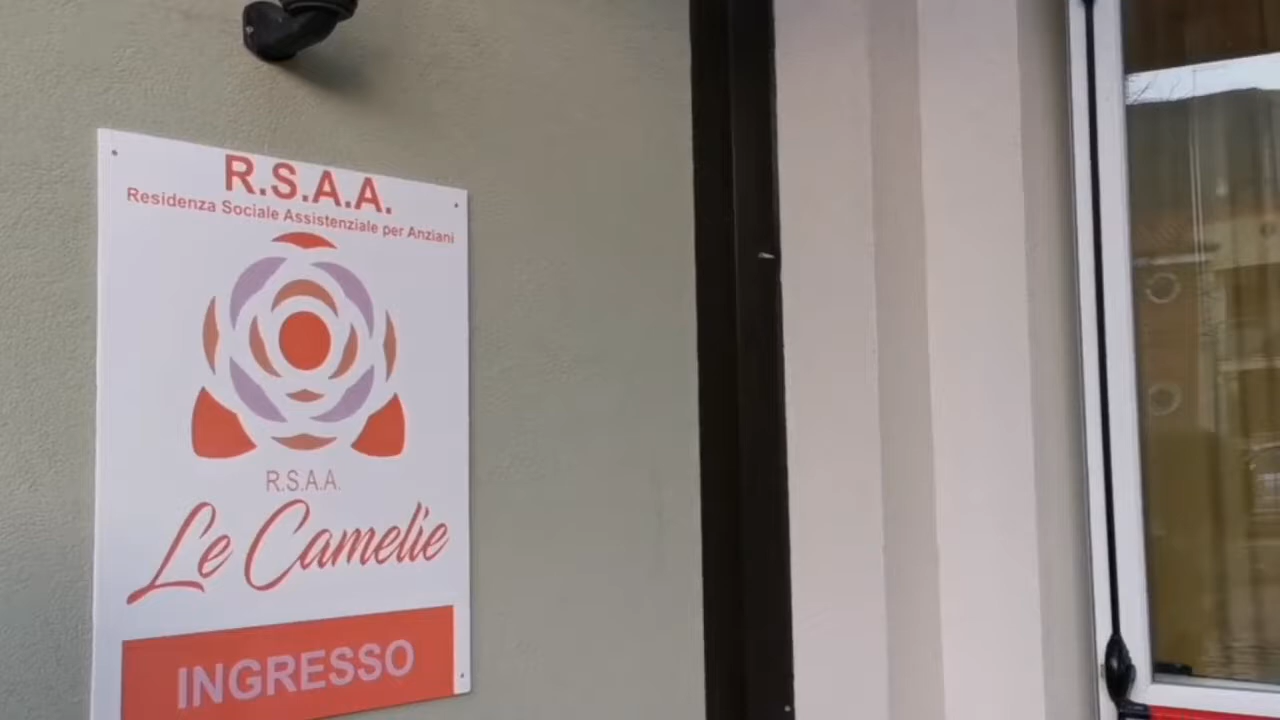 R.S.A.A.
Residenza Sociale Assistenziale per Anziani
R.S.A.A.
Le Camelie
INGRESSO